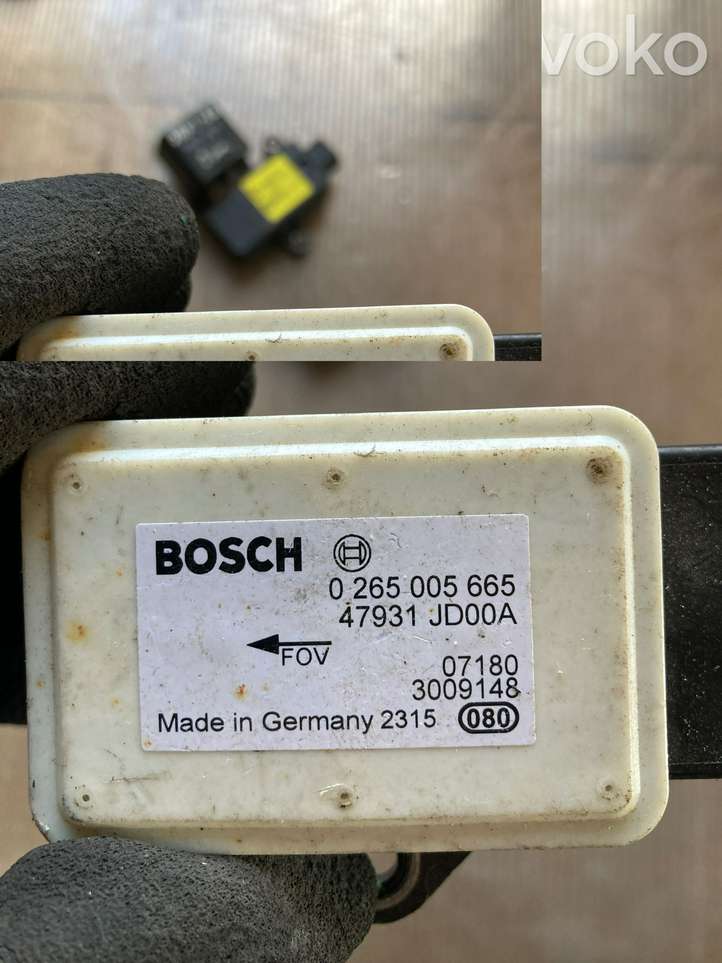 voko
BOSCH
0 265 005 665
47931 JD00A
FOV
07180
3009148
Made in Germany 2315 080